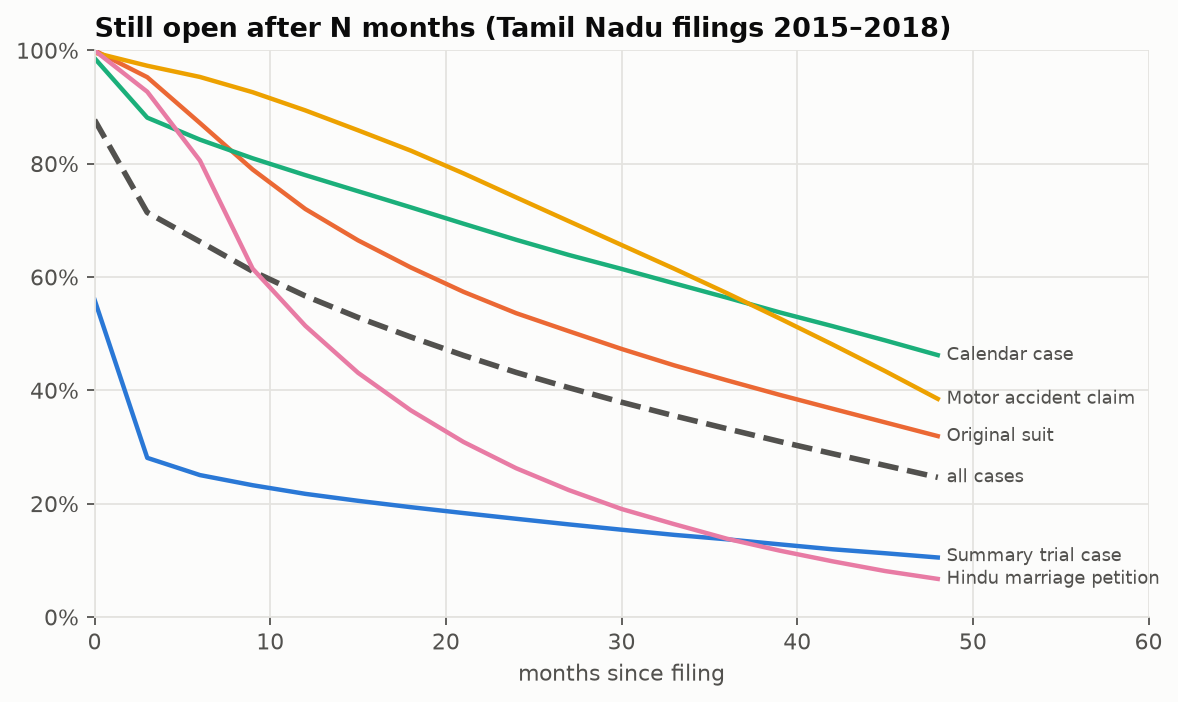 Still open after N months (Tamil Nadu filings 2015–2018)
100%
80%
60%
40%
20%
0%
Calendar case
Motor accident claim
Original suit
all cases
Summary trial case
Hindu marriage petition
0 10 20 30 40 50 60
months since filing